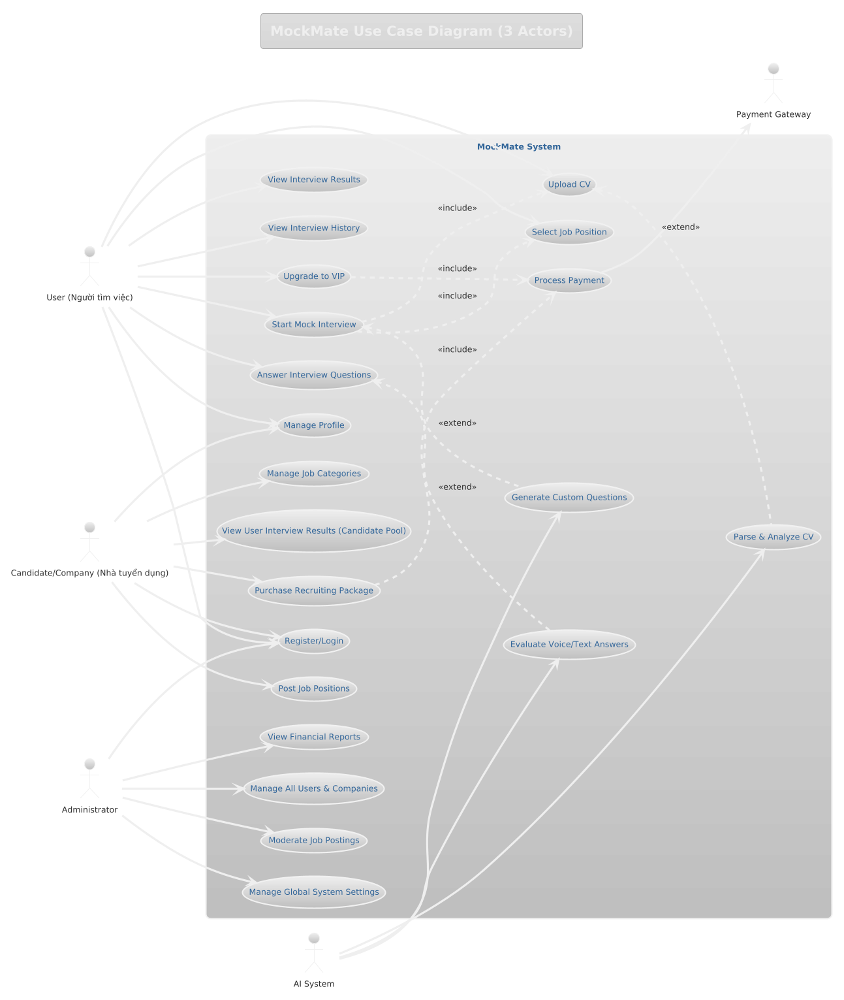 MockMate Use Case Diagram (3 Actors)
Payment Gateway
MockMate System
View Interview Results
Upload CV
«include»
View Interview History
Select Job Position
«extend»
«include»
Upgrade to VIP
Process Payment
User (Người tìm việc)
«include»
Start Mock Interview
«include»
Answer Interview Questions
Manage Profile
«extend»
Manage Job Categories
«extend»
Generate Custom Questions
View User Interview Results (Candidate Pool)
Parse & Analyze CV
Candidate/Company (Nhà tuyển dụng)
Purchase Recruiting Package
Register/Login
Evaluate Voice/Text Answers
Post Job Positions
View Financial Reports
Manage All Users & Companies
Administrator
Moderate Job Postings
Manage Global System Settings
AI System